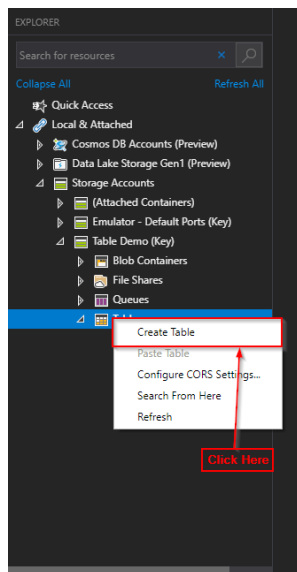 EXPLORER
Search for resources
Collapse All Refresh All
Quick Access
Local & Attached
Cosmos DB Accounts (Preview)
Data Lake Storage Gen1 (Preview)
Storage Accounts
(Attached Containers)
Emulator - Default Ports (Key)
Table Demo (Key)
Blob Containers
File Shares
Queues
Create Table
Paste Table
Configure CORS Settings...
Search From Here
Refresh
Click Here